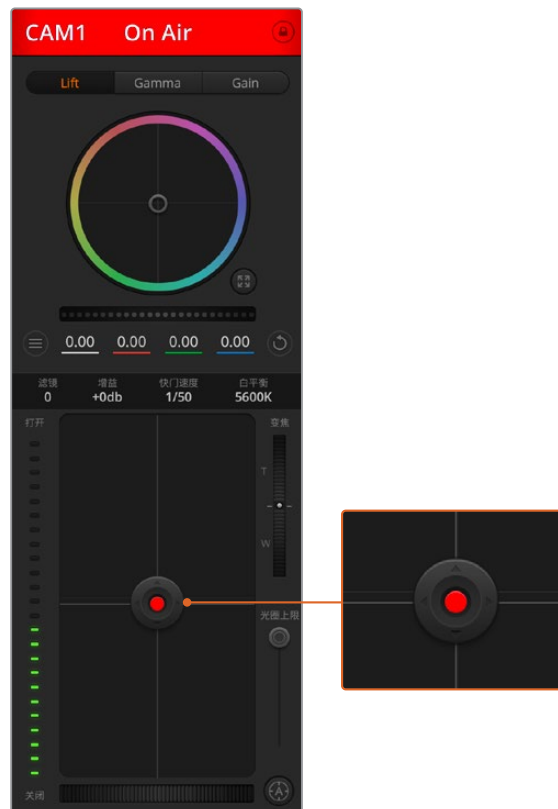 CAM1 On Air
Lift Gamma Gain
0.00 0.00 0.00 0.00
滤镜 增益 快门速度 白平衡
0 +0db 1/50 5600K
打开 变焦
T
W
光圈上限
关闭 A